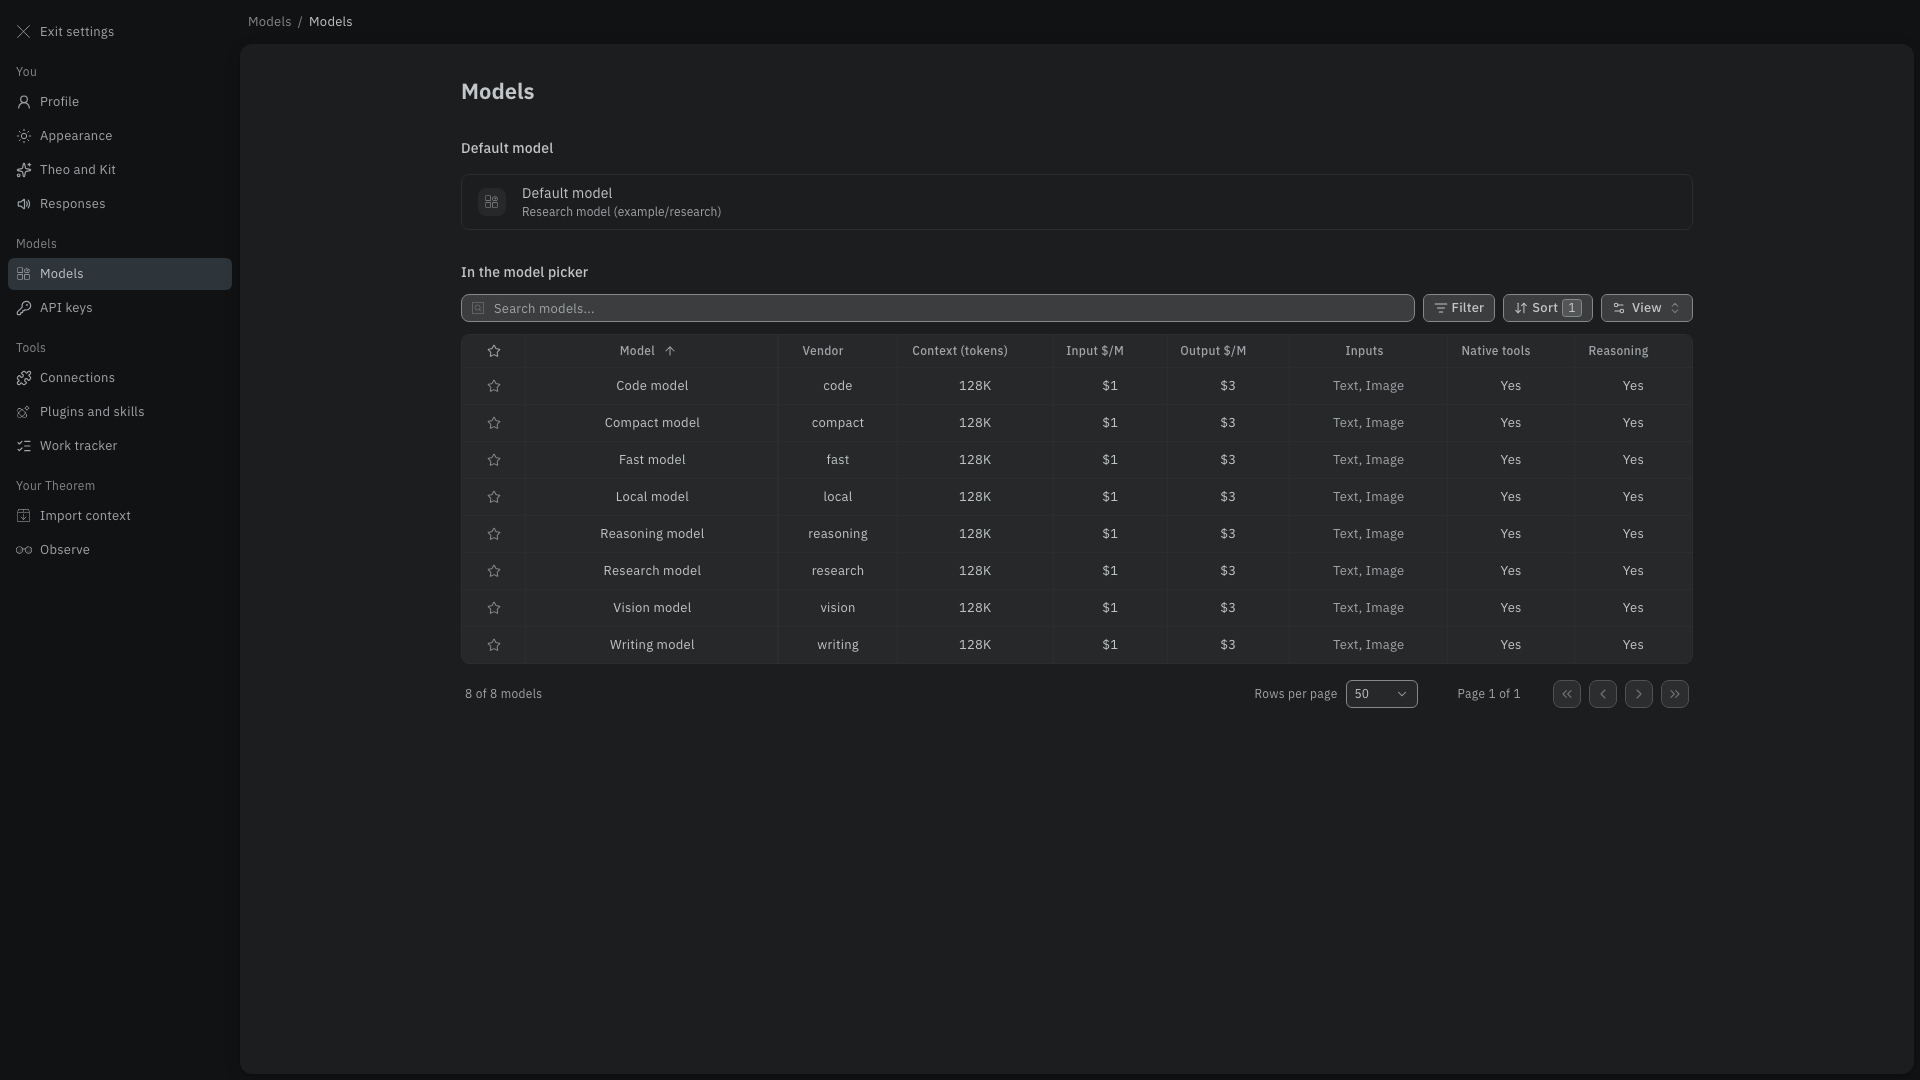 Exit settings
Models / Models
You
Profile
Appearance
Theo and Kit
Responses
Models
Models
API keys
Tools
Connections
Plugins and skills
Work tracker
Your Theorem
Import context
Observe
Models
Default model
Default model
Research model (example/research)
In the model picker
Search models...
Filter
Sort 1
View
Model Vendor Context (tokens) Input $/M Output $/M Inputs Native tools Reasoning
Code model code 128K $1 $3 Text, Image Yes Yes
Compact model compact 128K $1 $3 Text, Image Yes Yes
Fast model fast 128K $1 $3 Text, Image Yes Yes
Local model local 128K $1 $3 Text, Image Yes Yes
Reasoning model reasoning 128K $1 $3 Text, Image Yes Yes
Research model research 128K $1 $3 Text, Image Yes Yes
Vision model vision 128K $1 $3 Text, Image Yes Yes
Writing model writing 128K $1 $3 Text, Image Yes Yes
8 of 8 models
Rows per page 50
Page 1 of 1